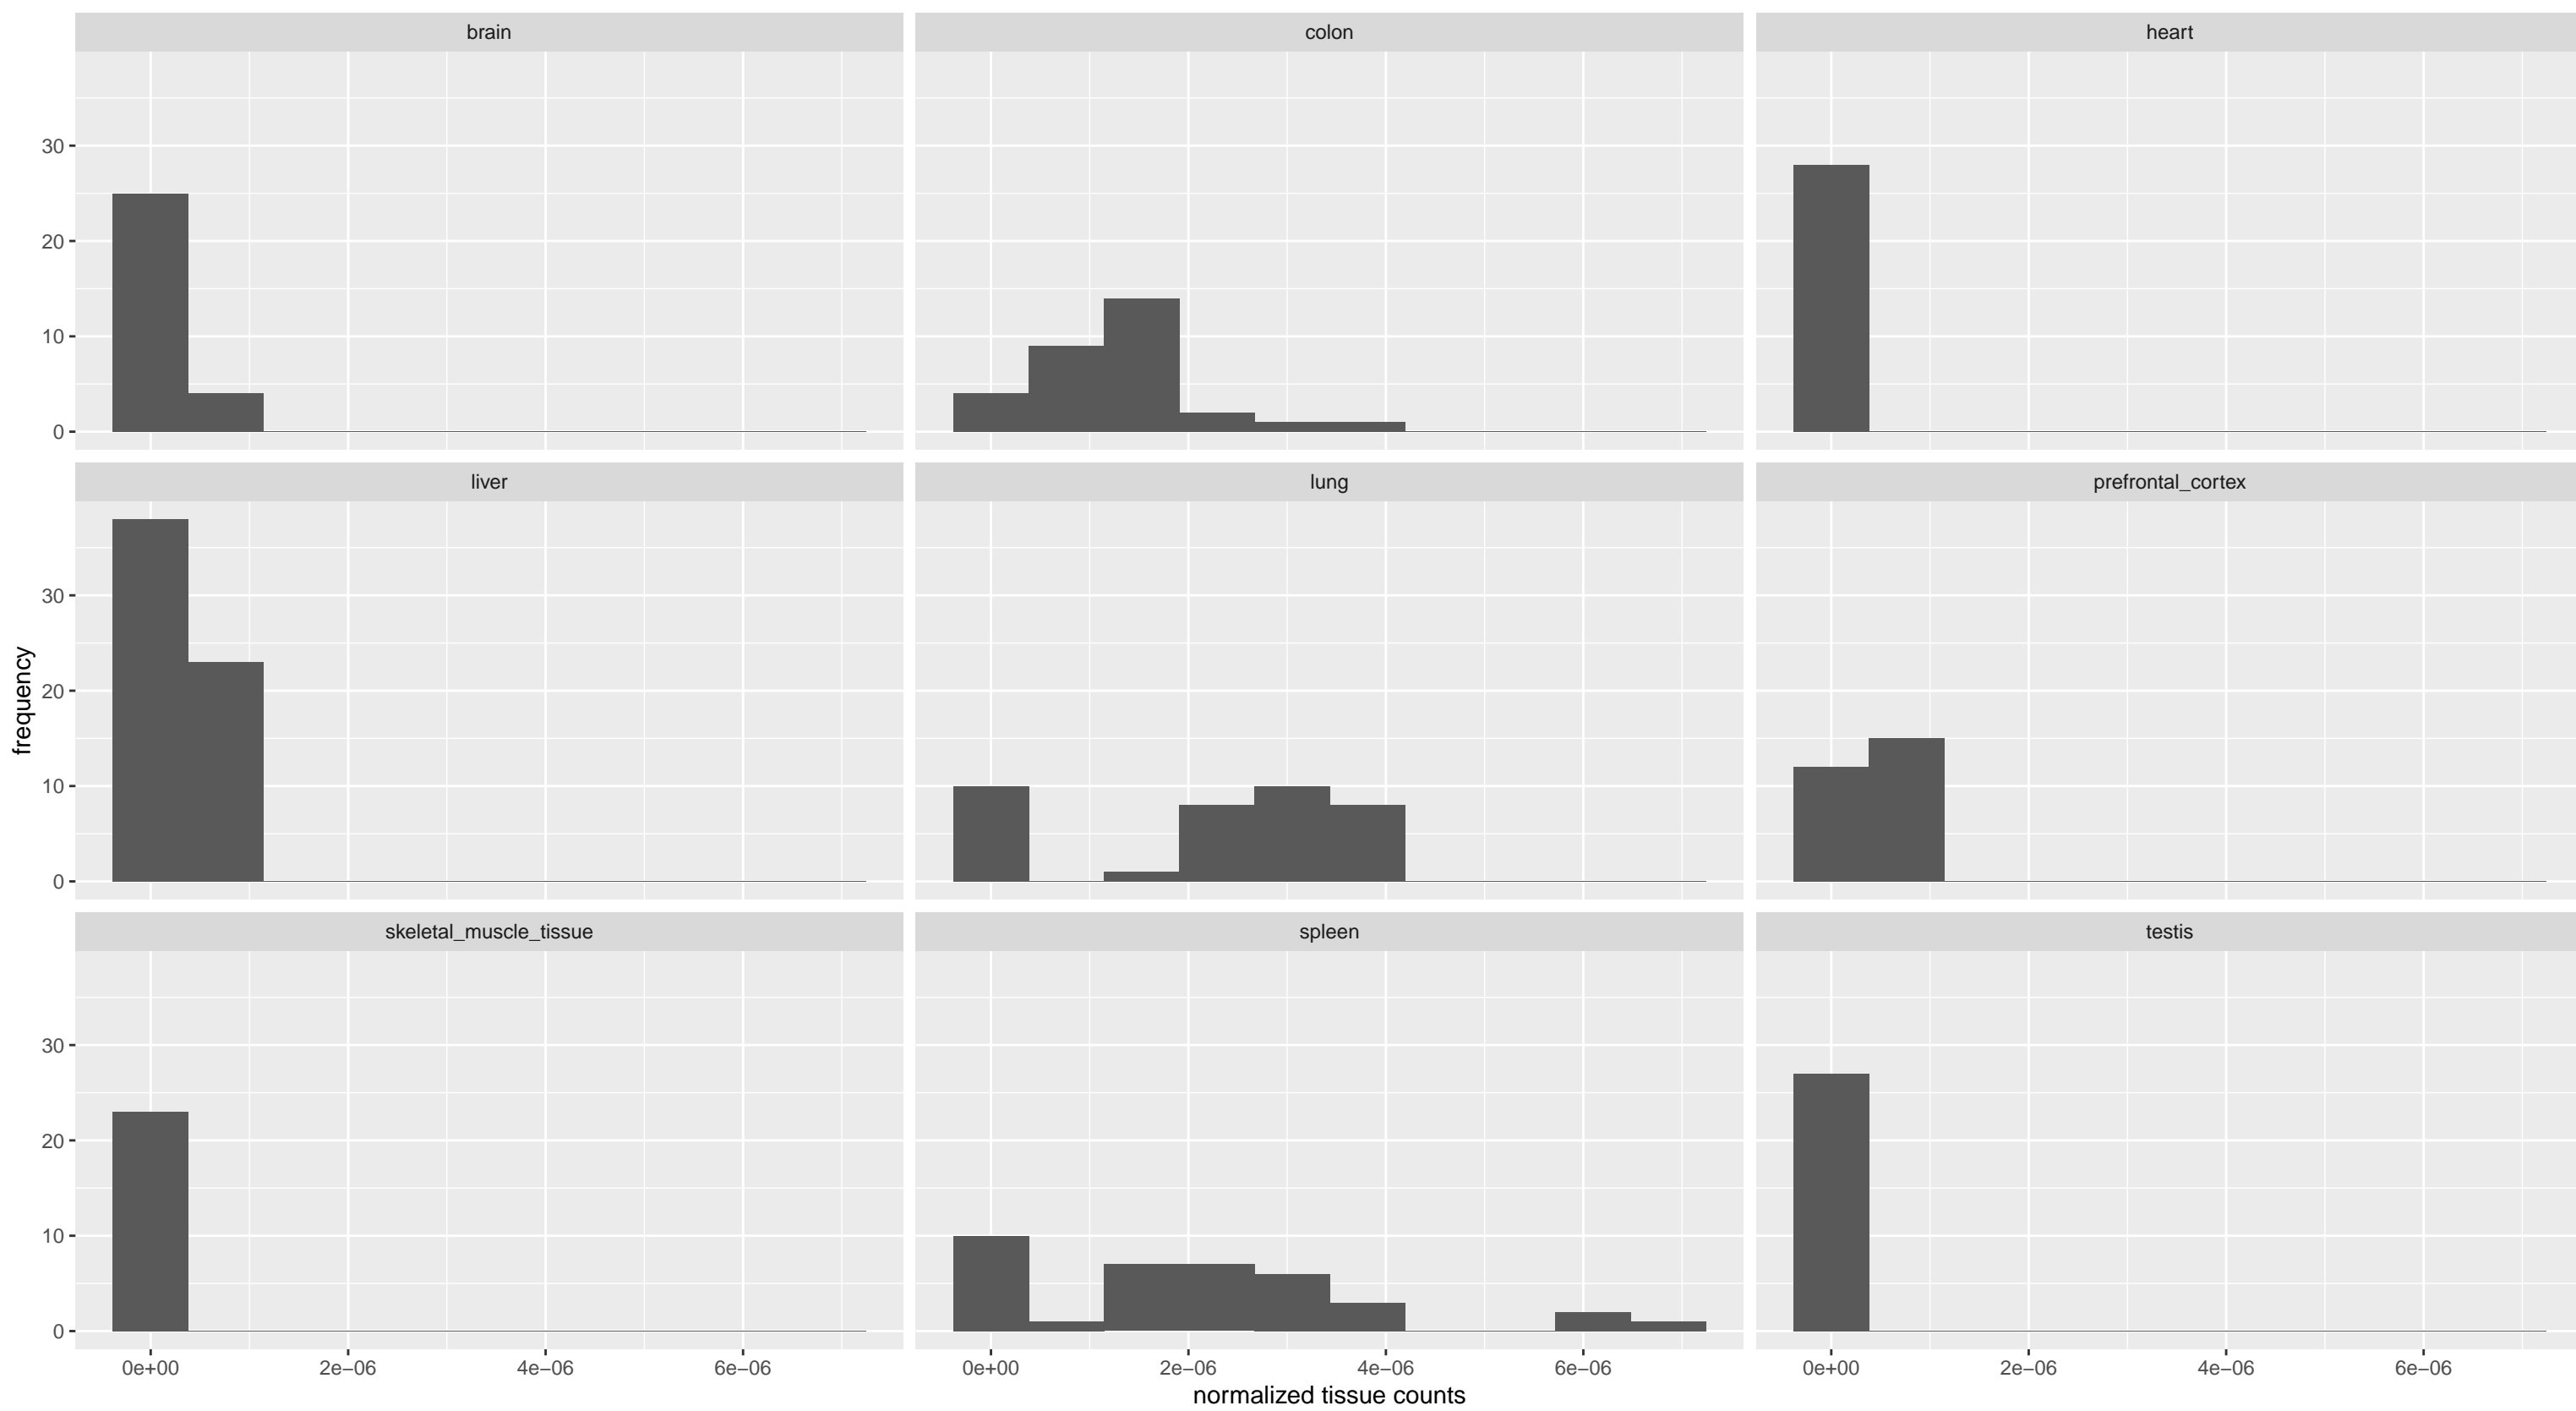 brain
colon
heart
30
20
10
0
liver
lung
prefrontal_cortex
frequency
30
20
10
0
skeletal_muscle_tissue
spleen
testis
30
20
10
0
0e+00 2e−06 4e−06 6e−06
0e+00 2e−06 4e−06 6e−06
0e+00 2e−06 4e−06 6e−06
normalized tissue counts